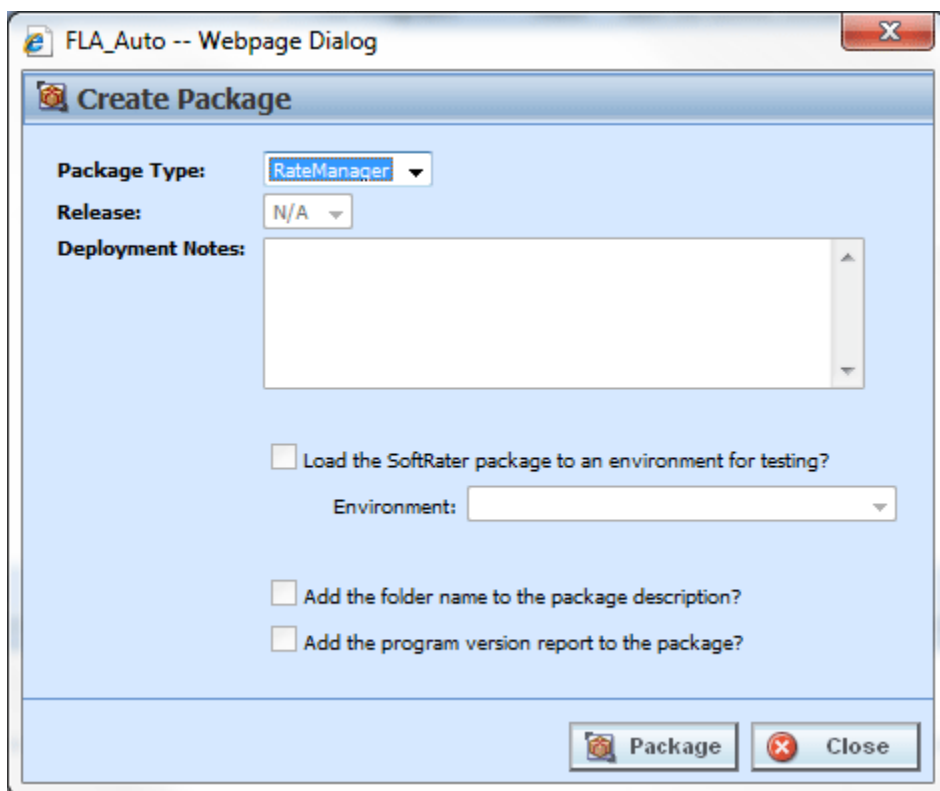 FLA_Auto -- Webpage Dialog
Create Package
Package Type: RateManager
Release: N/A
Deployment Notes:
Load the SoftRater package to an environment for testing?
Environment:
Add the folder name to the package description?
Add the program version report to the package?
Package Close